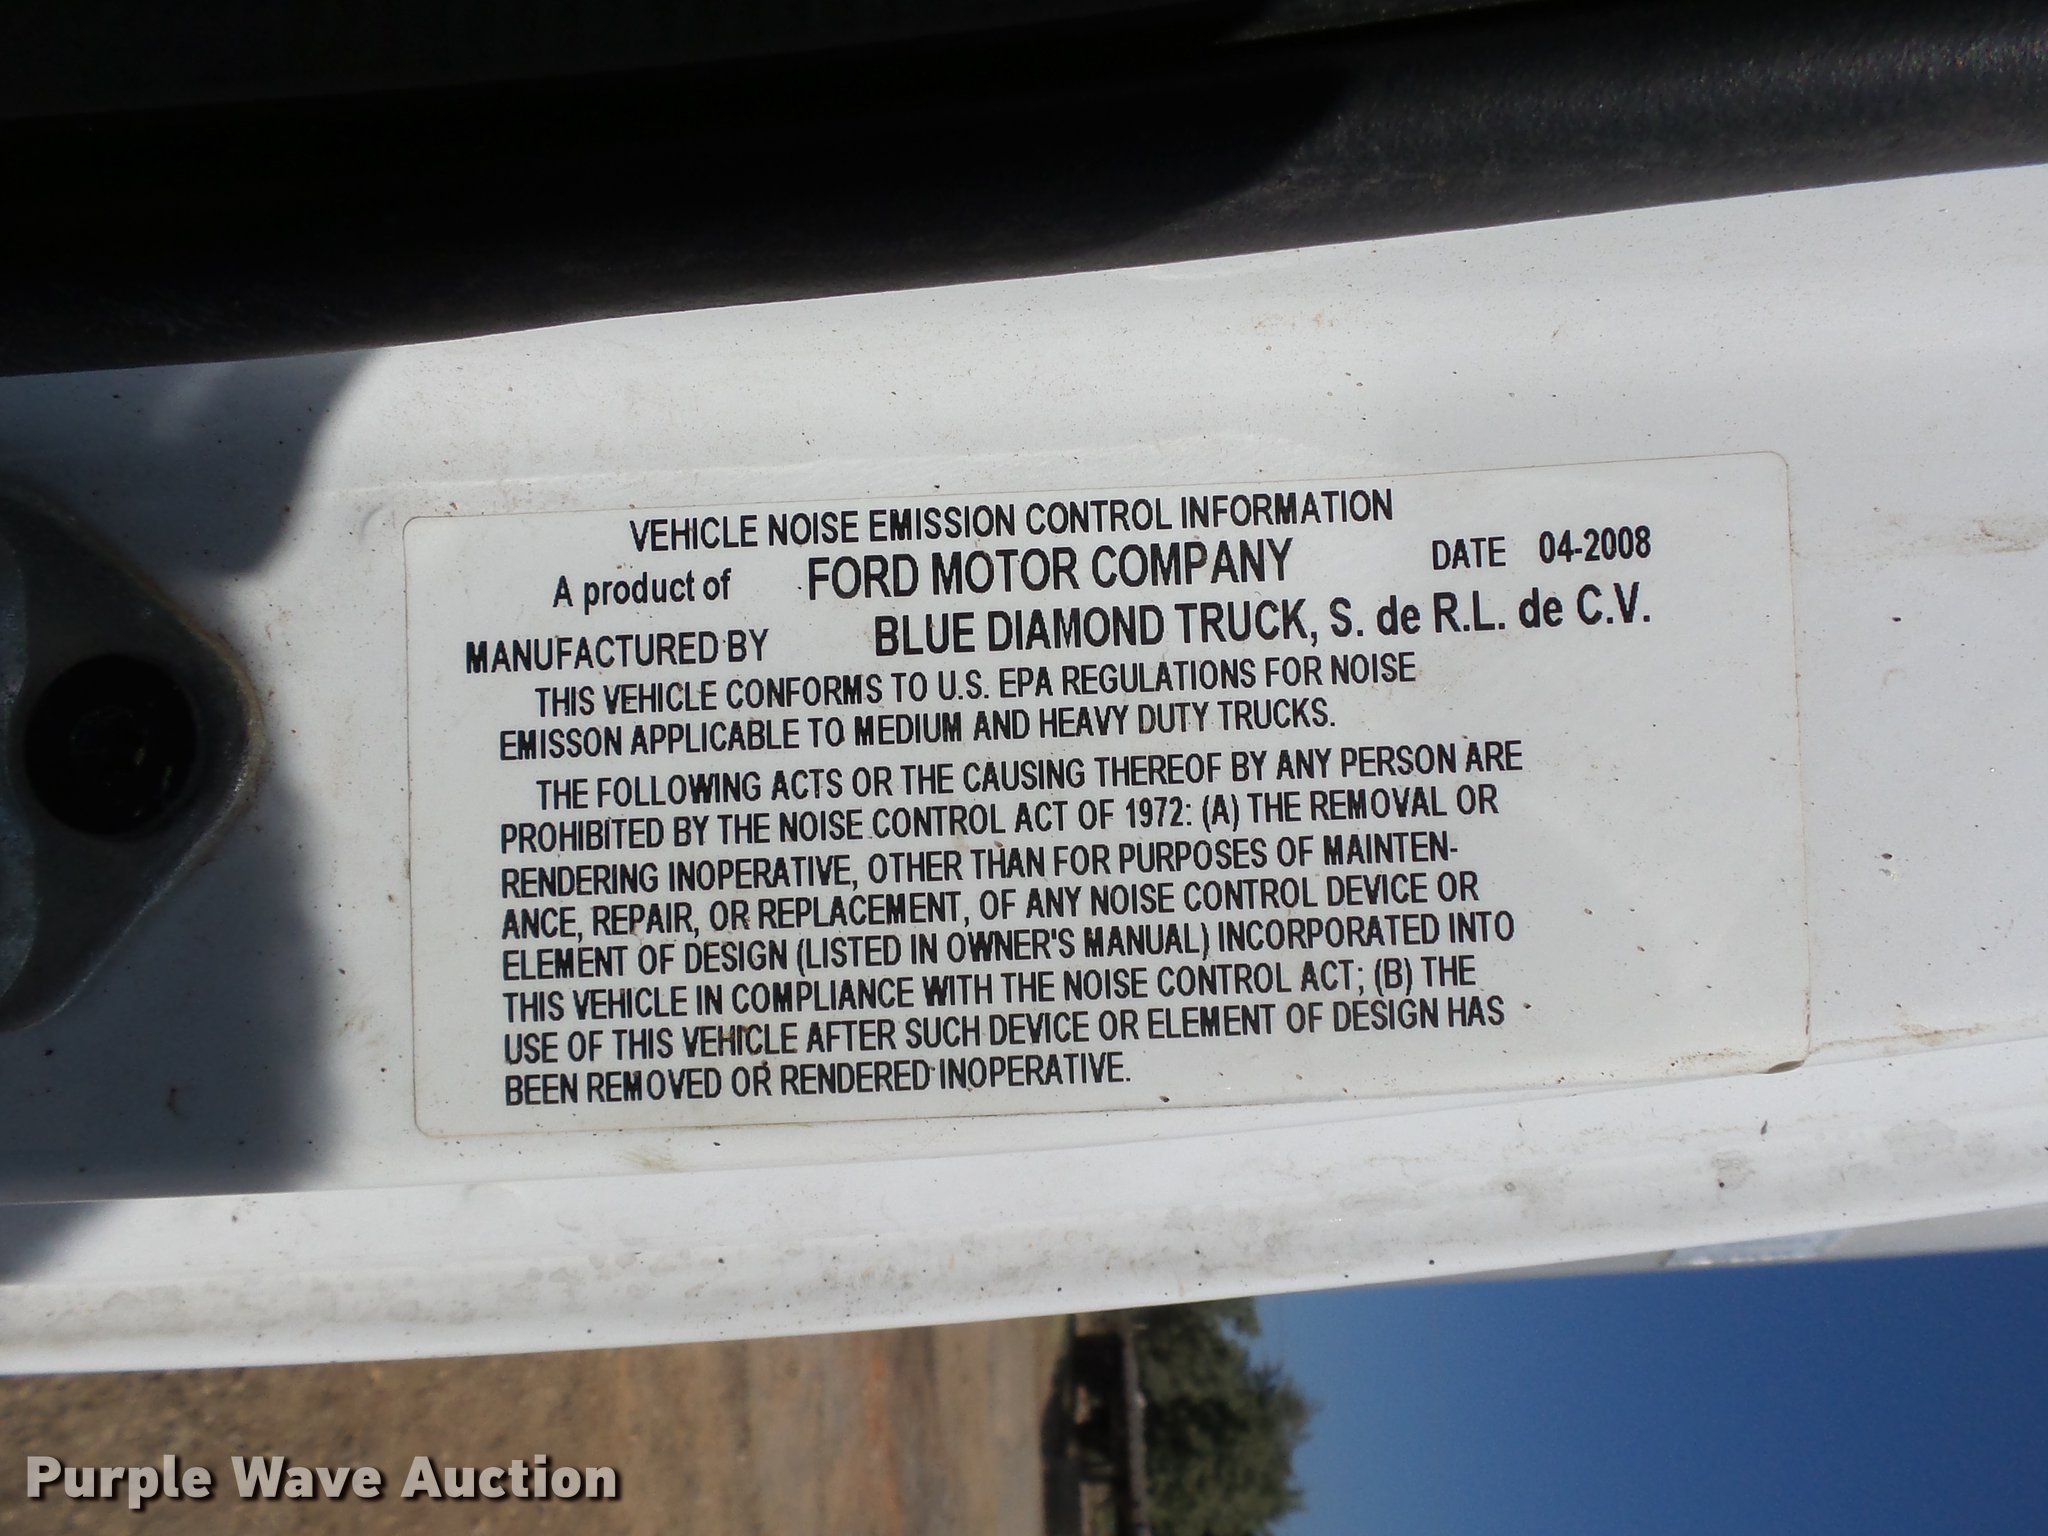 VEHICLE NOISE EMISSION CONTROL INFORMATION
A product of FORD MOTOR COMPANY DATE 04-2008
MANUFACTURED BY BLUE DIAMOND TRUCK, S. de R.L. de C.V.
THIS VEHICLE CONFORMS TO U.S. EPA REGULATIONS FOR NOISE
EMISSON APPLICABLE TO MEDIUM AND HEAVY DUTY TRUCKS.
THE FOLLOWING ACTS OR THE CAUSING THEREOF BY ANY PERSON ARE
PROHIBITED BY THE NOISE CONTROL ACT OF 1972: (A) THE REMOVAL OR
RENDERING INOPERATIVE, OTHER THAN FOR PURPOSES OF MAINTEN-
ANCE, REPAIR, OR REPLACEMENT, OF ANY NOISE CONTROL DEVICE OR
ELEMENT OF DESIGN (LISTED IN OWNER'S MANUAL) INCORPORATED INTO
THIS VEHICLE IN COMPLIANCE WITH THE NOISE CONTROL ACT; (B) THE
USE OF THIS VEHICLE AFTER SUCH DEVICE OR ELEMENT OF DESIGN HAS
BEEN REMOVED OR RENDERED INOPERATIVE.
Purple Wave Auction